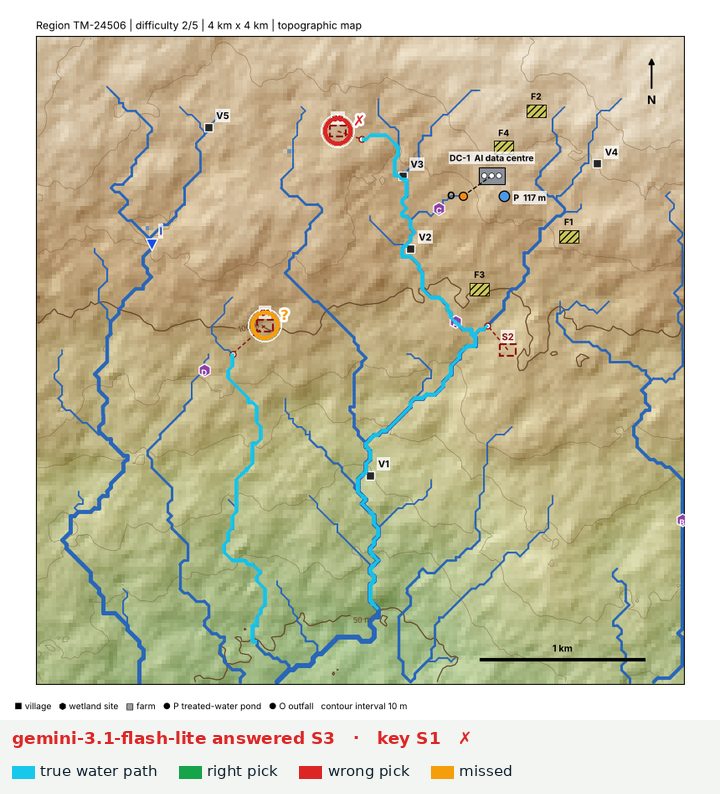 Region TM-24506 | difficulty 2/5 | 4 km x 4 km | topographic map
N
F2
V5
✗
F4
DC-1 AI data centre
V4
V3
O
P 117 m
C
F1
I
V2
F3
?
S2
D
V1
B
50
1 km
■ village ⬢ wetland site ▨ farm ● P treated-water pond ● O outfall contour interval 10 m
gemini-3.1-flash-lite answered S3 · key S1 ✗
true water path right pick wrong pick missed